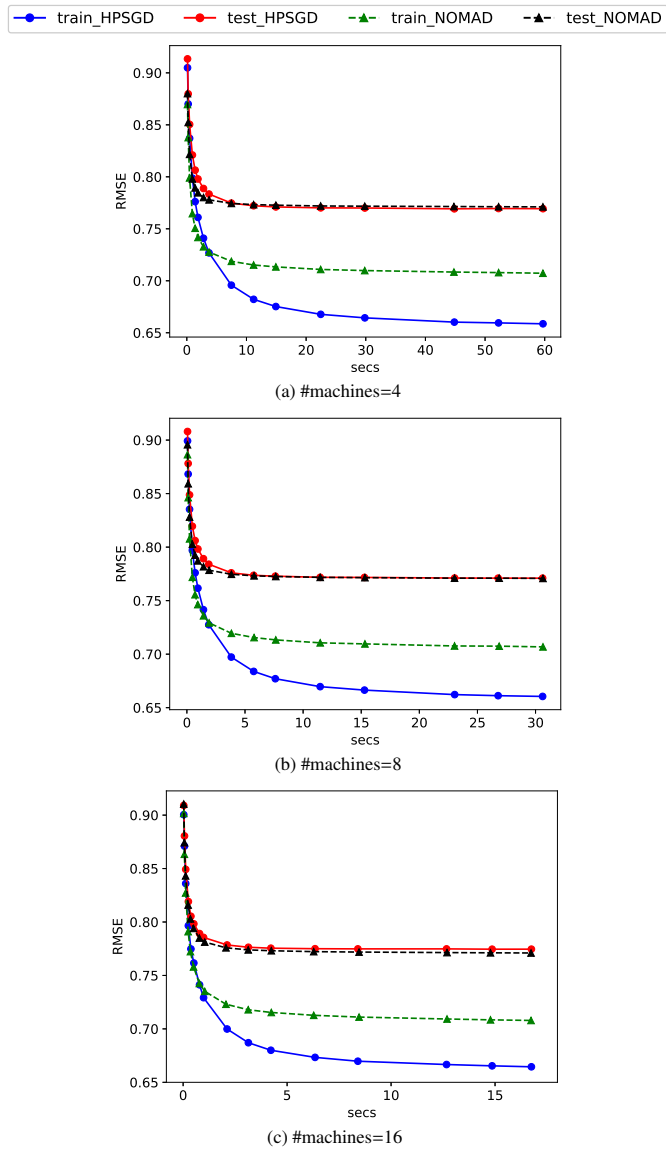 train_HPSGD test_HPSGD train_NOMAD test_NOMAD
0.90
0.85
0.80
0.75
0.70
0.65
RMSE
0 10 20 30 40 50 60
secs
(a) #machines=4
0.90
0.85
0.80
0.75
0.70
0.65
RMSE
0 5 10 15 20 25 30
secs
(b) #machines=8
0.90
0.85
0.80
0.75
0.70
0.65
RMSE
0 5 10 15
secs
(c) #machines=16